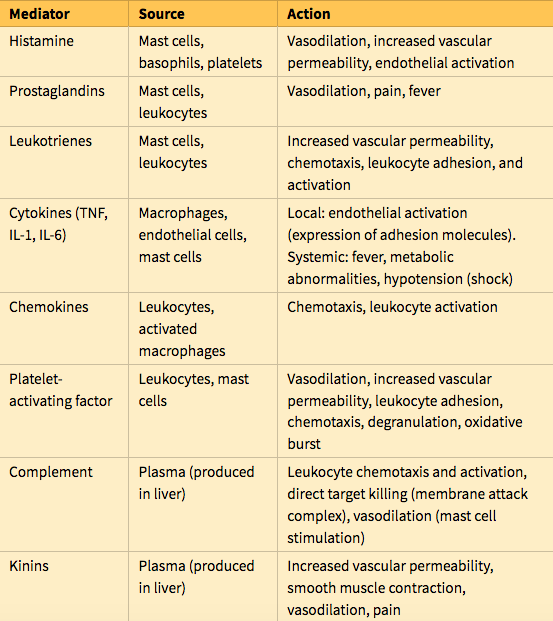 Mediator Source Action
Histamine Mast cells, Vasodilation, increased vascular
basophils, platelets permeability, endothelial activation
Prostaglandins Mast cells, Vasodilation, pain, fever
leukocytes
Leukotrienes Mast cells, Increased vascular permeability,
leukocytes chemotaxis, leukocyte adhesion, and
activation
Cytokines (TNF, Macrophages, Local: endothelial activation
IL-1, IL-6) endothelial cells, (expression of adhesion molecules).
mast cells Systemic: fever, metabolic
abnormalities, hypotension (shock)
Chemokines Leukocytes, Chemotaxis, leukocyte activation
activated
macrophages
Platelet- Leukocytes, mast Vasodilation, increased vascular
activating factor cells permeability, leukocyte adhesion,
chemotaxis, degranulation, oxidative
burst
Complement Plasma (produced Leukocyte chemotaxis and activation,
in liver) direct target killing (membrane attack
complex), vasodilation (mast cell
stimulation)
Kinins Plasma (produced Increased vascular permeability,
in liver) smooth muscle contraction,
vasodilation, pain